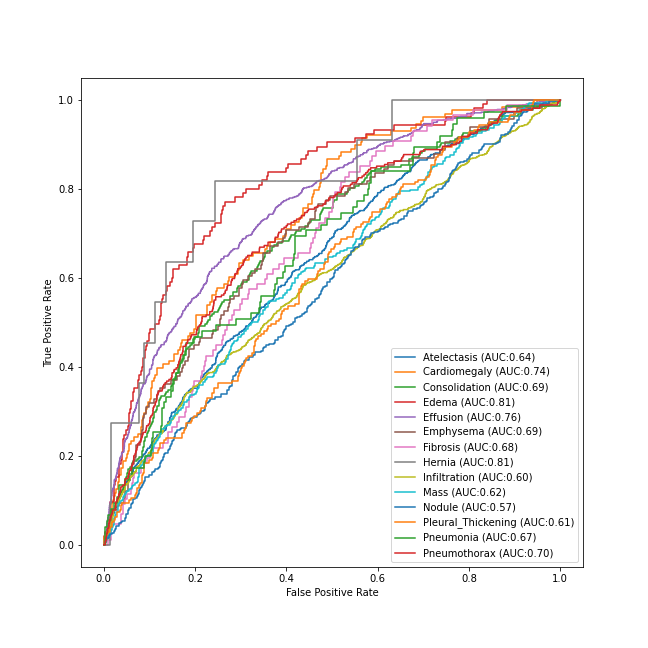 1.0
0.8
0.6
0.4
0.2
0.0
True Positive Rate
Atelectasis (AUC:0.64)
Cardiomegaly (AUC:0.74)
Consolidation (AUC:0.69)
Edema (AUC:0.81)
Effusion (AUC:0.76)
Emphysema (AUC:0.69)
Fibrosis (AUC:0.68)
Hernia (AUC:0.81)
Infiltration (AUC:0.60)
Mass (AUC:0.62)
Nodule (AUC:0.57)
Pleural_Thickening (AUC:0.61)
Pneumonia (AUC:0.67)
Pneumothorax (AUC:0.70)
0.0 0.2 0.4 0.6 0.8 1.0
False Positive Rate